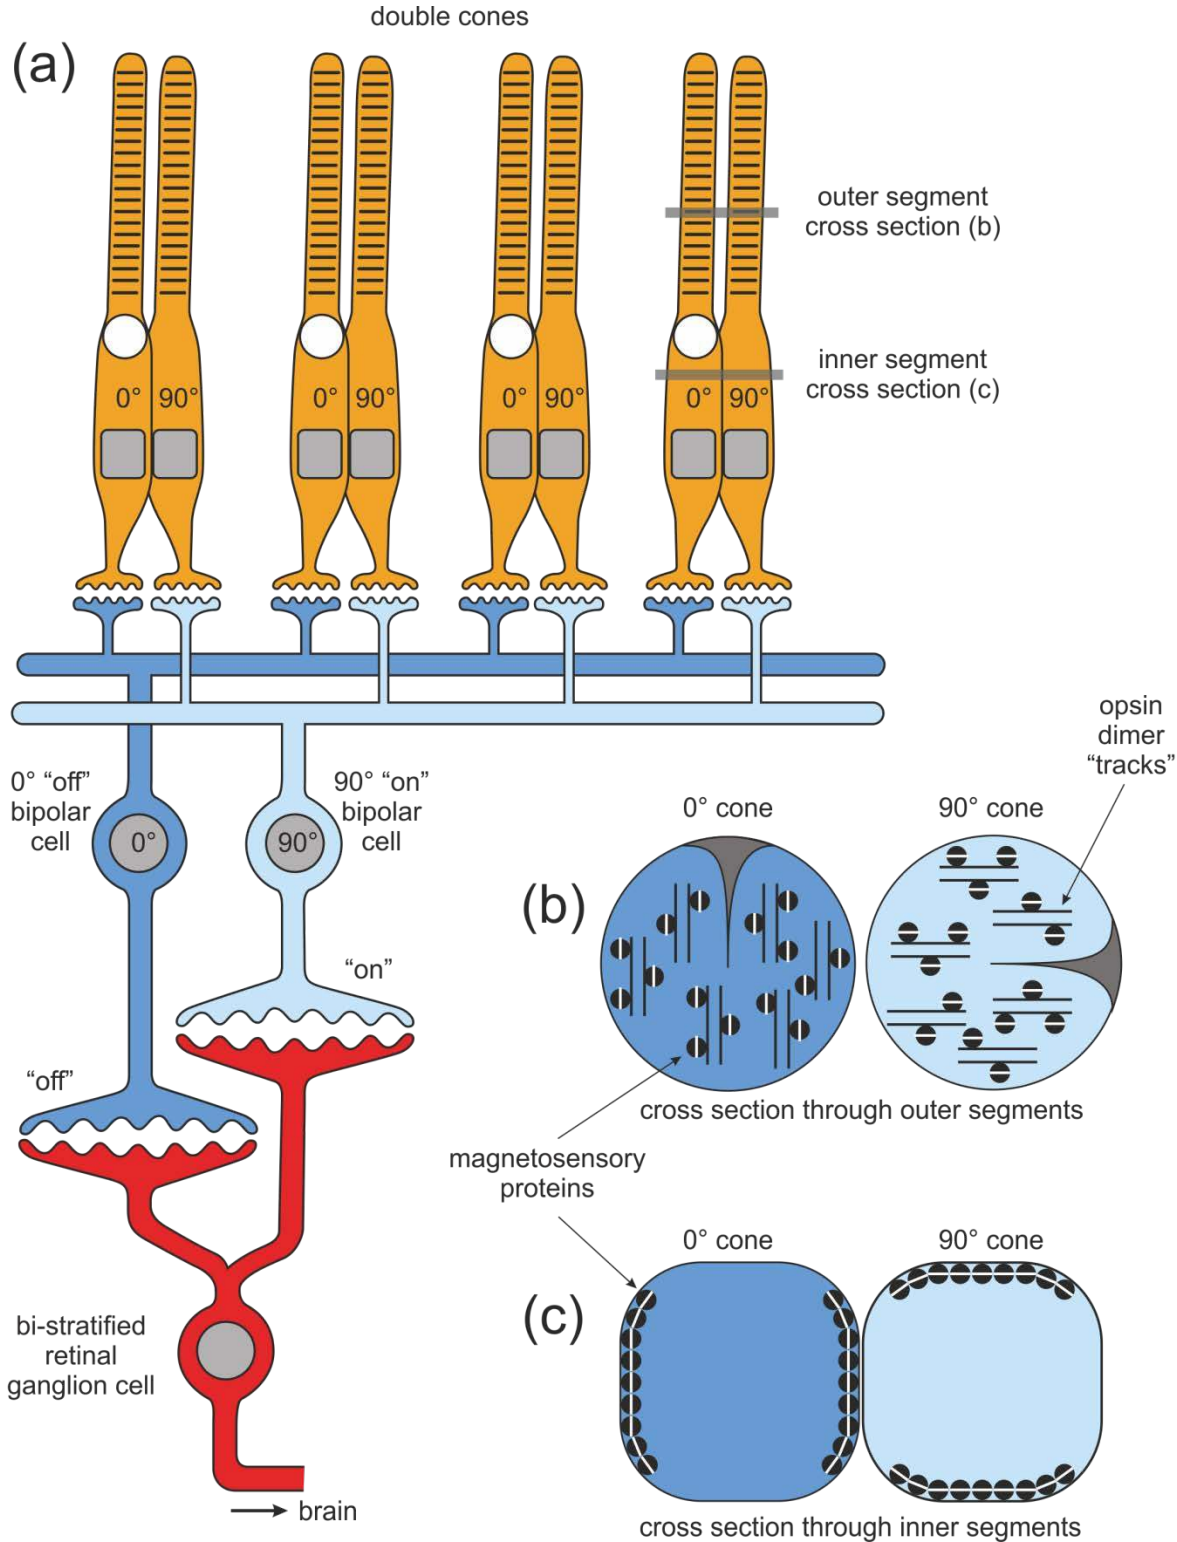 double cones
(a)
outer segment
cross section (b)
inner segment
cross section (c)
0° 90° 0° 90° 0° 90° 0° 90°
opsin
dimer
“tracks”
0° “off”
bipolar
cell
0°
90° “on”
bipolar
cell
90°
0° cone
90° cone
(b)
“on”
“off”
cross section through outer segments
magnetosensory
proteins
0° cone
90° cone
(c)
bi-stratified
retinal
ganglion cell
brain
cross section through inner segments